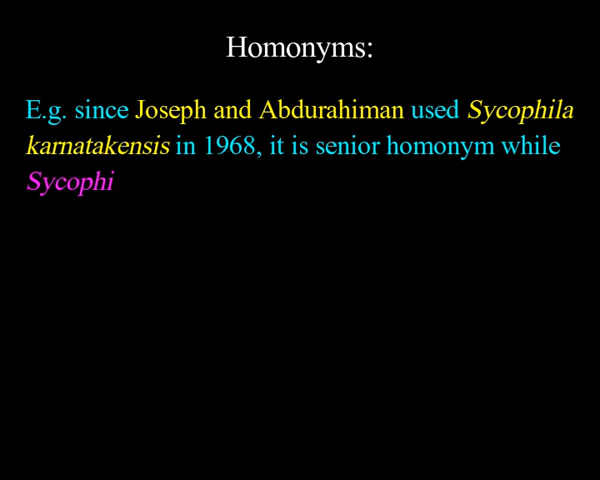 Homonyms:
E.g. since Joseph and Abdurahiman used Sycophila
karnatakensis in 1968, it is senior homonym while
Sycophi